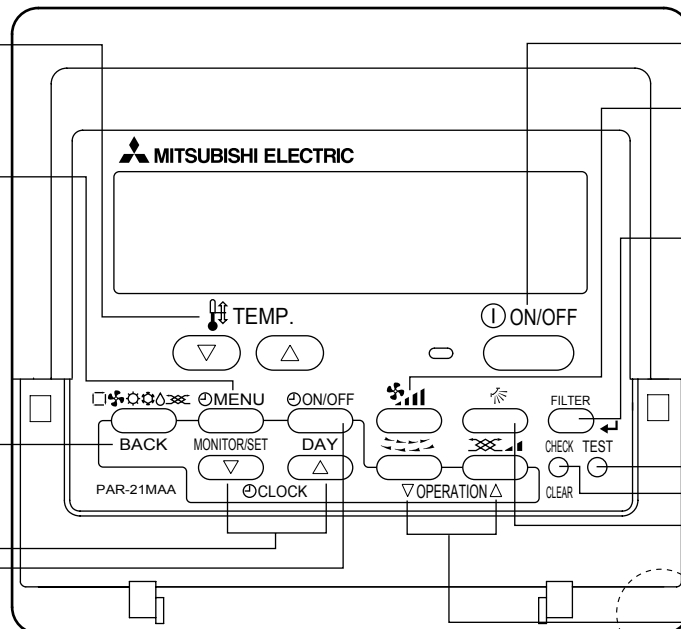 MITSUBISHI ELECTRIC
TEMP.
ON/OFF
MENU
ON/OFF
FILTER
BACK
MONITOR/SET
DAY
CHECK
TEST
PAR-21MAA
CLOCK
▽OPERATION△
CLEAR